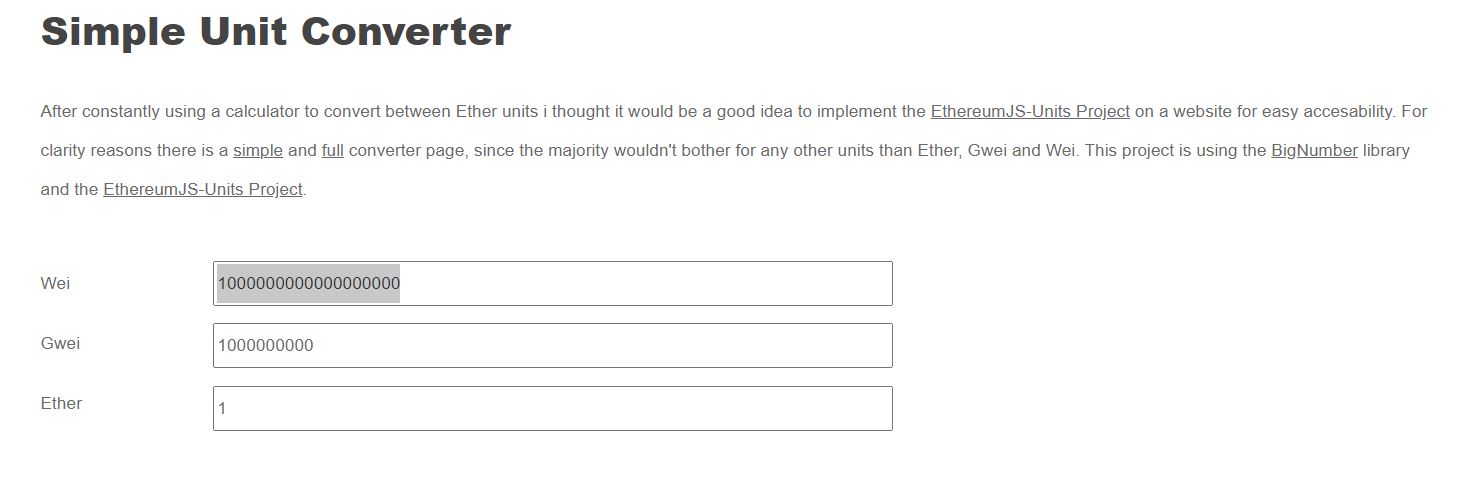 Simple Unit Converter
After constantly using a calculator to convert between Ether units i thought it would be a good idea to implement the EthereumJS-Units Project on a website for easy accesability. For
clarity reasons there is a simple and full converter page, since the majority wouldn't bother for any other units than Ether, Gwei and Wei. This project is using the BigNumber library
and the EthereumJS-Units Project.
Wei 1000000000000000000
Gwei 1000000000
Ether 1